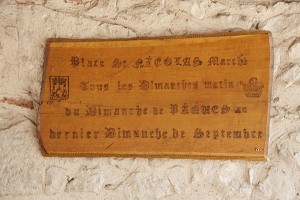 Place St. NICOLAS Marché
Tous les Dimanches matin
du Dimanche de PÂQUES au
dernier Dimanche de Septembre